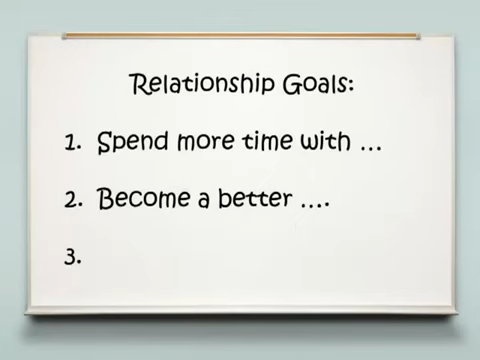 Relationship Goals:
1. Spend more time with ...
2. Become a better ....
3.